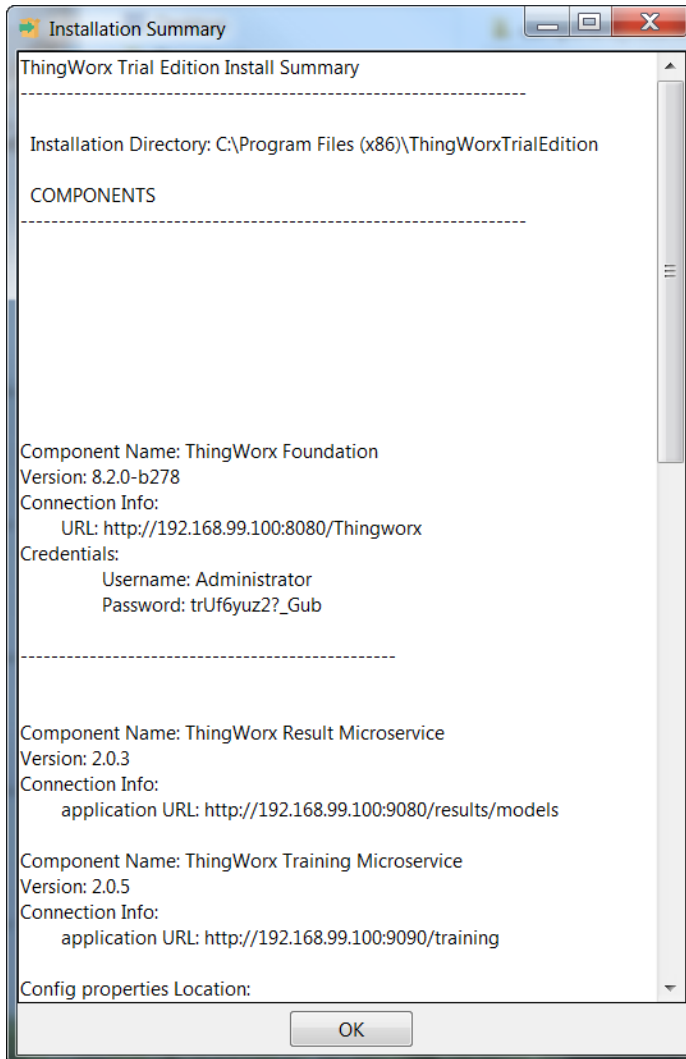 Installation Summary
ThingWorx Trial Edition Install Summary
------------------------------------------------------------------
Installation Directory: C:\Program Files (x86)\ThingWorxTrialEdition
COMPONENTS
------------------------------------------------------------------
Component Name: ThingWorx Foundation
Version: 8.2.0-b278
Connection Info:
URL: http://192.168.99.100:8080/Thingworx
Credentials:
Username: Administrator
Password: trUf6yuz2?_Gub
-------------------------------------------------
Component Name: ThingWorx Result Microservice
Version: 2.0.3
Connection Info:
application URL: http://192.168.99.100:9080/results/models
Component Name: ThingWorx Training Microservice
Version: 2.0.5
Connection Info:
application URL: http://192.168.99.100:9090/training
Config properties Location:
OK